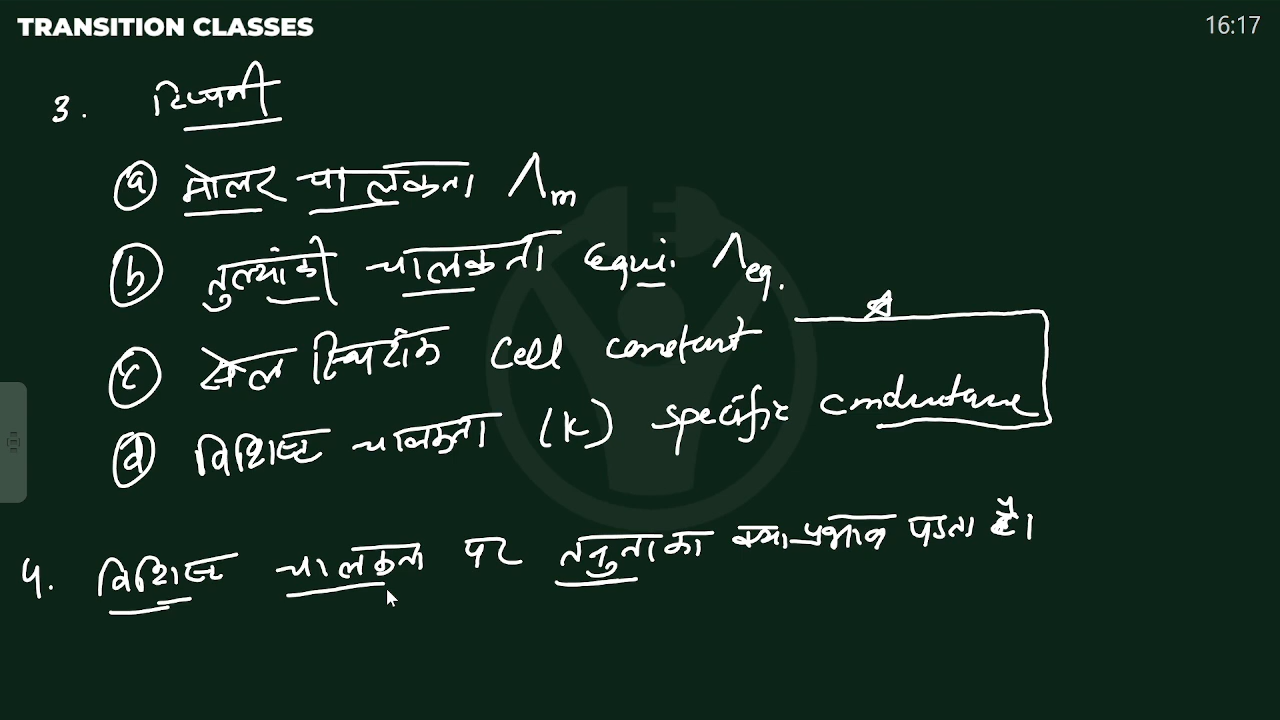 TRANSITION CLASSES
16:17
3. टिप्पनी
(a) मोलर चालकता Λm
(b) तुल्यांकी चालकता Equi. Λeq.
(c) सेल स्थिरांक Cell constant
(d) विशिष्ट चालकता (k) specific conductance
4. विशिष्ट चालकता पर तनुता का क्या प्रभाव पड़ता है।